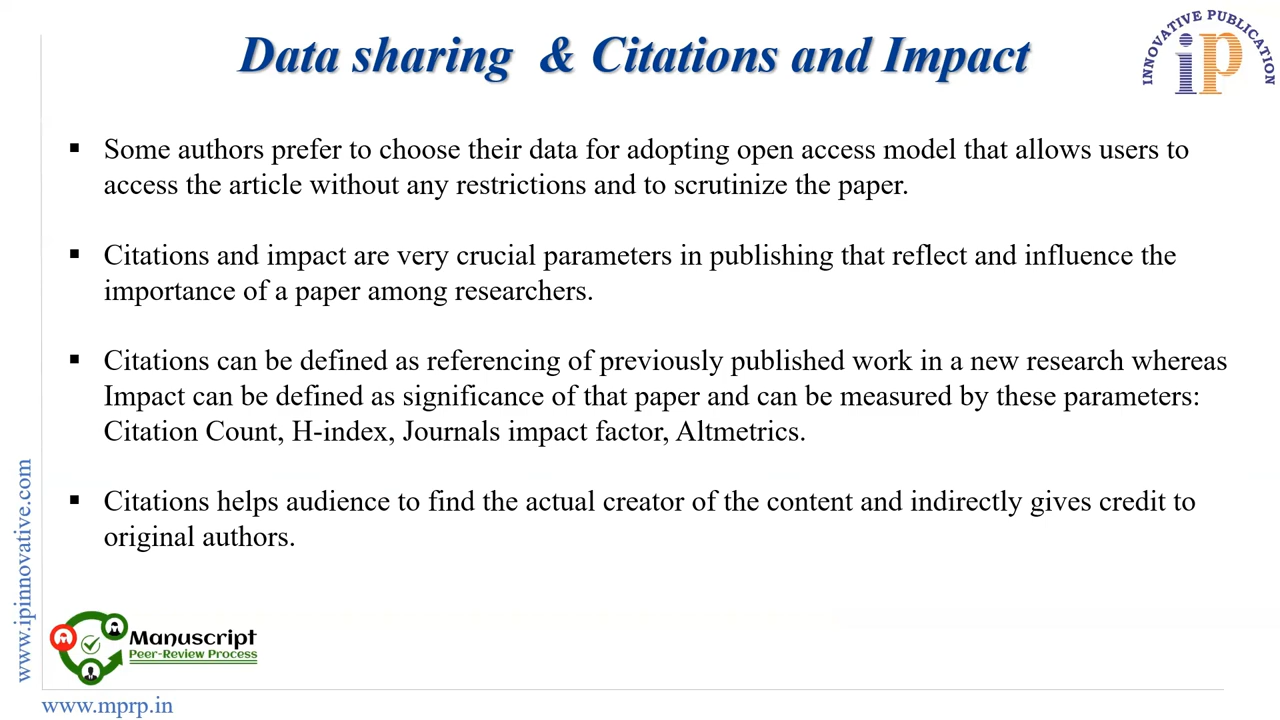 Data sharing & Citations and Impact
INNOVATIVE PUBLICATION
ip
▪ Some authors prefer to choose their data for adopting open access model that allows users to
access the article without any restrictions and to scrutinize the paper.
▪ Citations and impact are very crucial parameters in publishing that reflect and influence the
importance of a paper among researchers.
▪ Citations can be defined as referencing of previously published work in a new research whereas
Impact can be defined as significance of that paper and can be measured by these parameters:
Citation Count, H-index, Journals impact factor, Altmetrics.
▪ Citations helps audience to find the actual creator of the content and indirectly gives credit to
original authors.
www.ipinnovative.com
Manuscript
Peer-Review Process
www.mprp.in